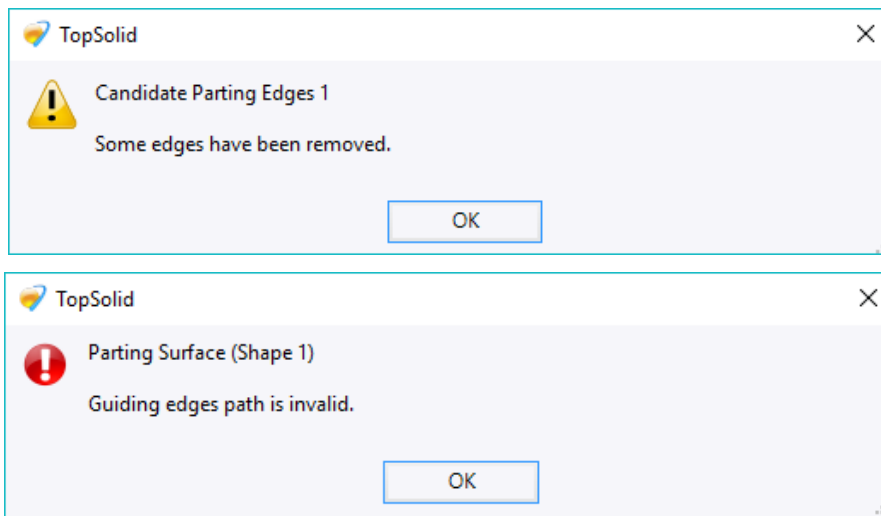 TopSolid
Candidate Parting Edges 1
Some edges have been removed.
OK
TopSolid
Parting Surface (Shape 1)
Guiding edges path is invalid.
OK